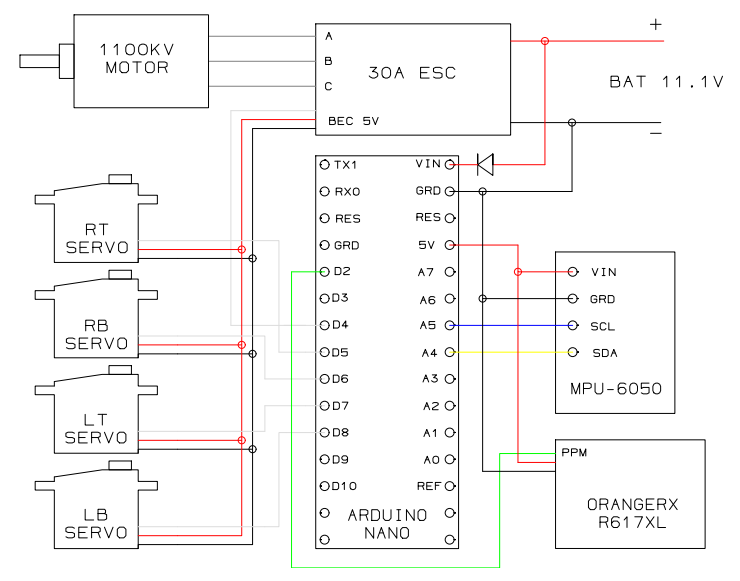 1100KV
MOTOR
A
B
C
30A ESC
BEC 5V
+
BAT 11.1V
−
TX1
RX0
RES
GRD
D2
D3
D4
D5
D6
D7
D8
D9
D10
VIN
GRD
RES
5V
A7
A6
A5
A4
A3
A2
A1
A0
REF
ARDUINO
NANO
RT
SERVO
RB
SERVO
LT
SERVO
LB
SERVO
VIN
GRD
SCL
SDA
MPU-6050
PPM
ORANGERX
R617XL